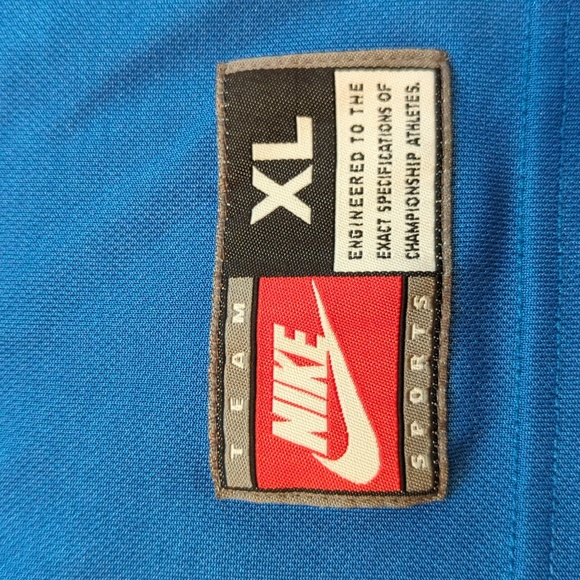 TEAM
NIKE
SPORTS
XL
ENGINEERED TO THE
EXACT SPECIFICATIONS OF
CHAMPIONSHIP ATHLETES.